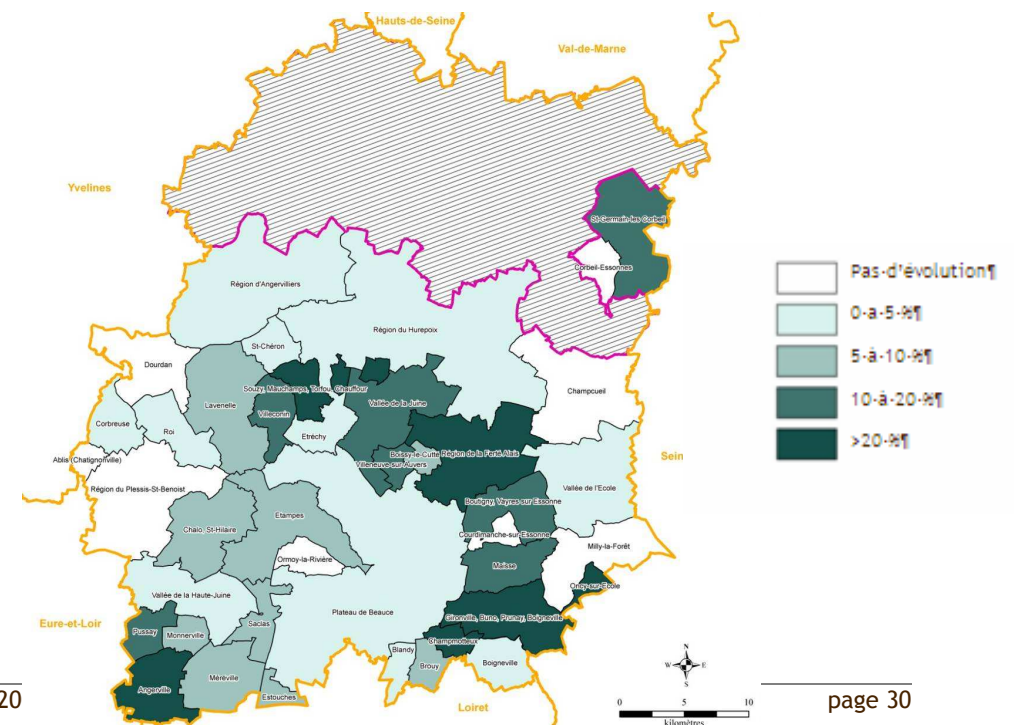 Hauts-de-Seine
Val-de-Marne
Yvelines
St-Germain-les Corbeil
Corbeil-Essonnes
Région d'Angervilliers
Région du Hurepoix
St-Chéron
Dourdan
Champcueil
Souzy, Mauchamps, Torfou, Chauffour
Lavenelle
Vallée de la Juine
Villeconin
Corbreuse
Roi
Etréchy
Boissy-le-Cutté
Région de la Ferté-Alais
Sein
Ablis (Chatignonville)
Villeneuve-sur-Auvers
Région du Plessis-St-Benoist
Vallée de l'Ecole
Boutigny, Vayres sur Essonne
Chalo, St-Hilaire
Etampes
Courdimanche-sur-Essonne
Milly-la-Forêt
Ormoy-la-Rivière
Maisse
Oncy-sur-Ecole
Vallée de la Haute-Juine
Plateau de Beauce
Gironville, Buno, Prunay, Boigneville
Eure-et-Loir
Saclas
Pussay
Monnerville
Champmotteux
Blandy
Boigneville
Brouy
Méréville
Angerville
Estouches
Loiret
Pas·d'évolution¶
0·a·5·%¶
5·à·10·%¶
10·à·20·%¶
>20·%¶
N
W E
S
0 5 10
kilomètres
20
page 30